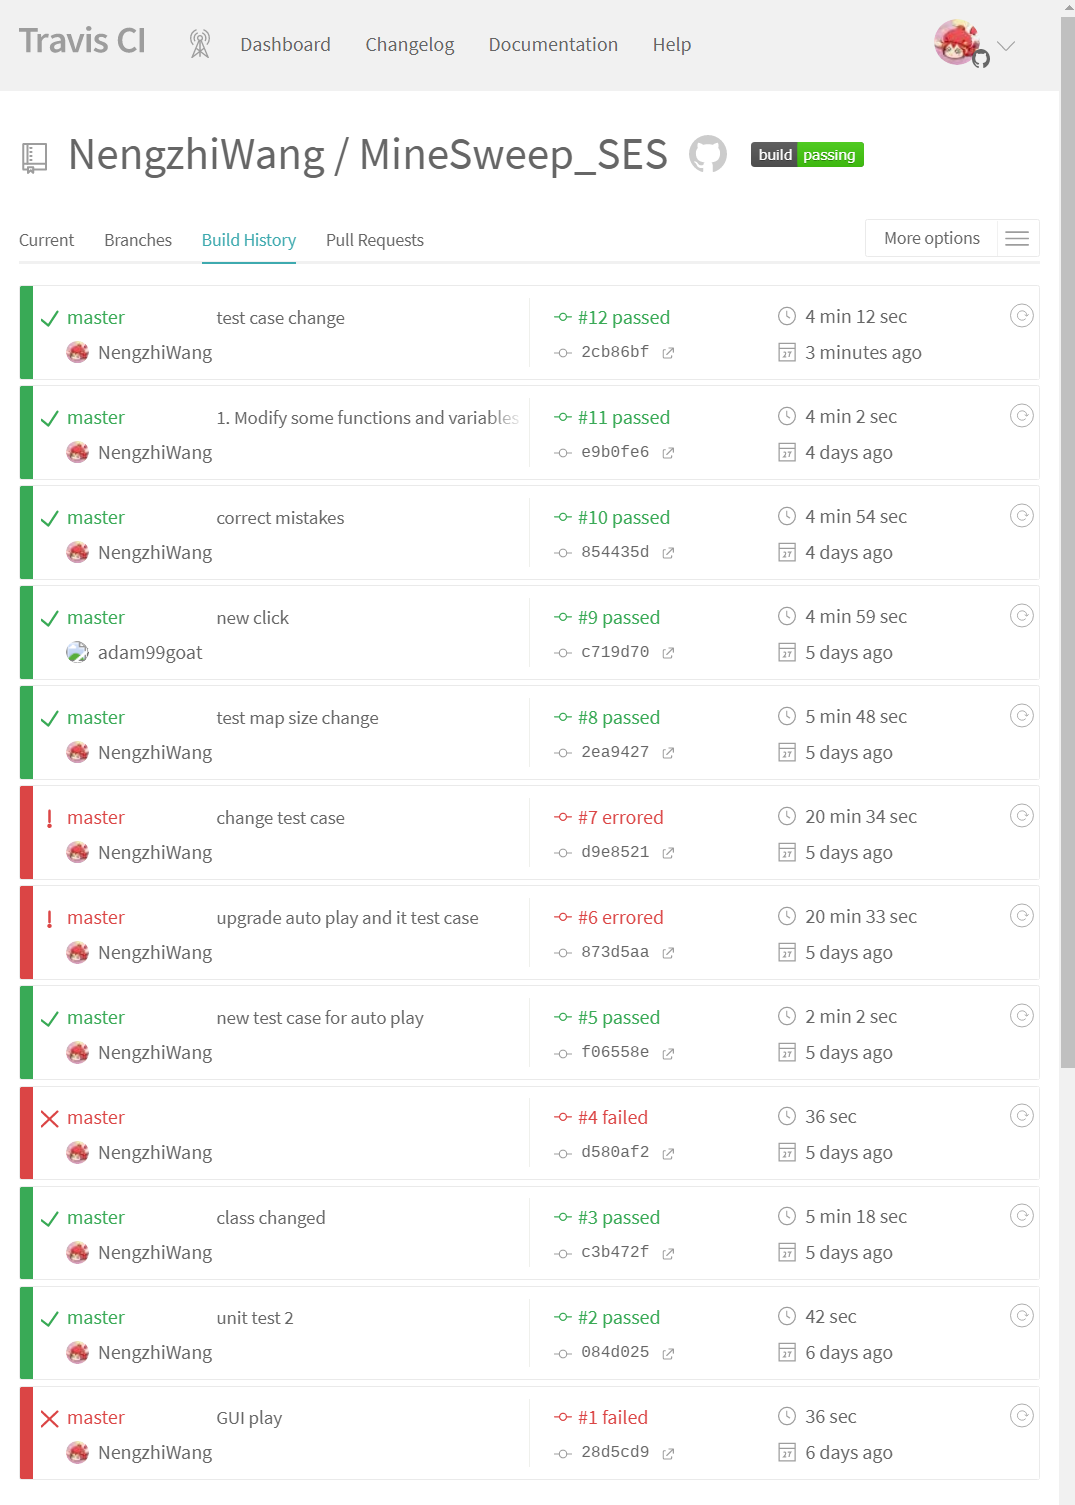 Travis CI Dashboard Changelog Documentation Help
NengzhiWang / MineSweep_SES build passing
Current Branches Build History Pull Requests More options
master test case change #12 passed 4 min 12 sec
NengzhiWang 2cb86bf 3 minutes ago
master 1. Modify some functions and variables #11 passed 4 min 2 sec
NengzhiWang e9b0fe6 4 days ago
master correct mistakes #10 passed 4 min 54 sec
NengzhiWang 854435d 4 days ago
master new click #9 passed 4 min 59 sec
adam99goat c719d70 5 days ago
master test map size change #8 passed 5 min 48 sec
NengzhiWang 2ea9427 5 days ago
master change test case #7 errored 20 min 34 sec
NengzhiWang d9e8521 5 days ago
master upgrade auto play and it test case #6 errored 20 min 33 sec
NengzhiWang 873d5aa 5 days ago
master new test case for auto play #5 passed 2 min 2 sec
NengzhiWang f06558e 5 days ago
master #4 failed 36 sec
NengzhiWang d580af2 5 days ago
master class changed #3 passed 5 min 18 sec
NengzhiWang c3b472f 5 days ago
master unit test 2 #2 passed 42 sec
NengzhiWang 084d025 6 days ago
master GUI play #1 failed 36 sec
NengzhiWang 28d5cd9 6 days ago